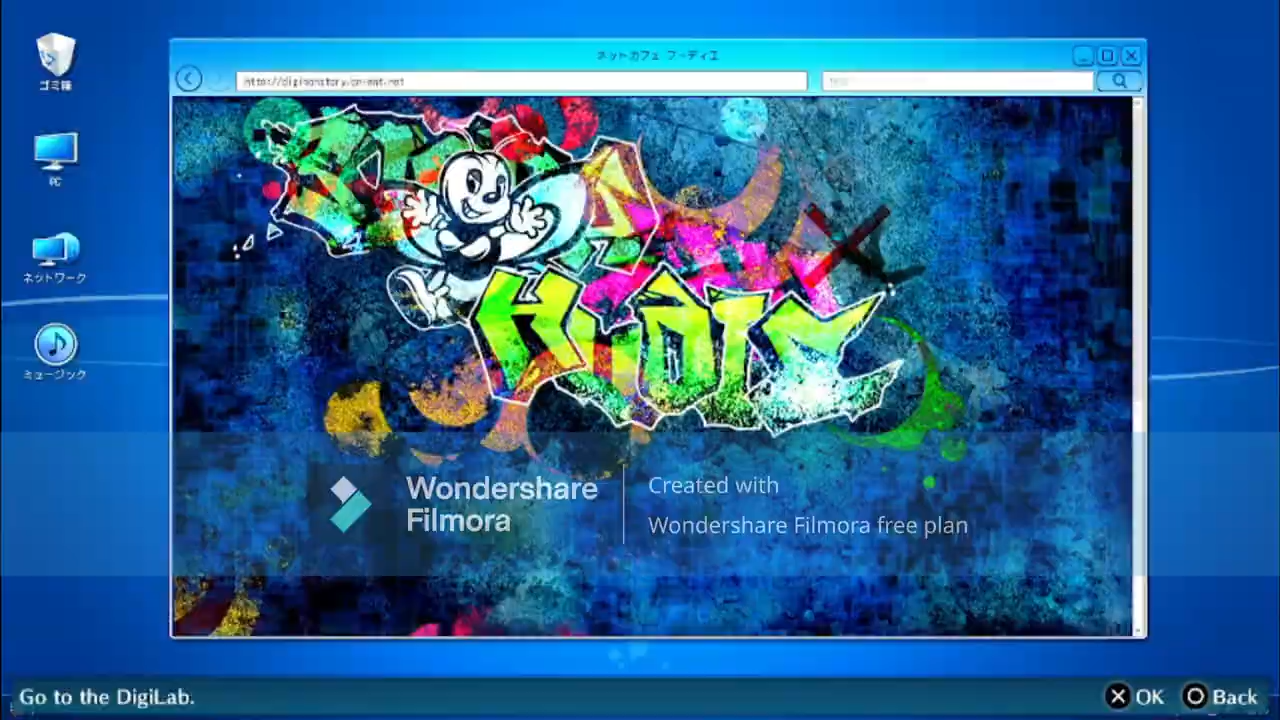 ネットカフェ フーディエ
ゴミ箱
PC
ネットワーク
ミュージック
Wondershare
Filmora
Created with
Wondershare Filmora free plan
Go to the DigiLab.
OK
Back